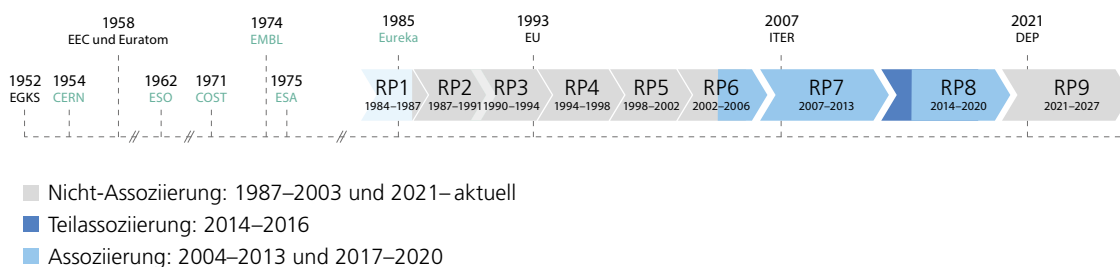 1958
EEC und Euratom
1974
EMBL
1985
Eureka
1993
EU
2007
ITER
2021
DEP
1952
EGKS
1954
CERN
1962
ESO
1971
COST
1975
ESA
RP1
1984–1987
RP2
1987–1991
RP3
1990–1994
RP4
1994–1998
RP5
1998–2002
RP6
2002–2006
RP7
2007–2013
RP8
2014–2020
RP9
2021–2027
Nicht-Assoziierung: 1987–2003 und 2021–aktuell
Teilassoziierung: 2014–2016
Assoziierung: 2004–2013 und 2017–2020